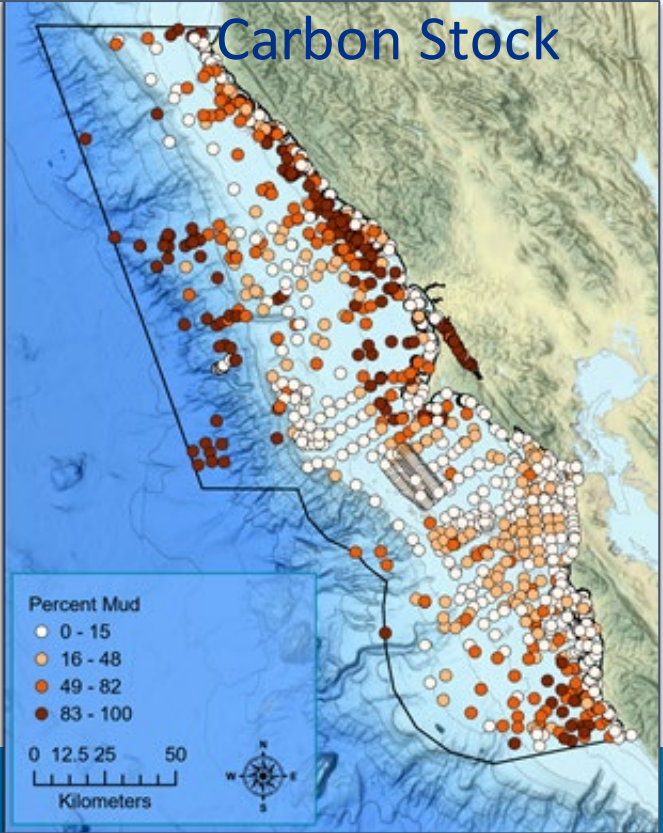 Carbon Stock
Percent Mud
0 - 15
16 - 48
49 - 82
83 - 100
0 12.5 25 50
Kilometers
N
W E
S